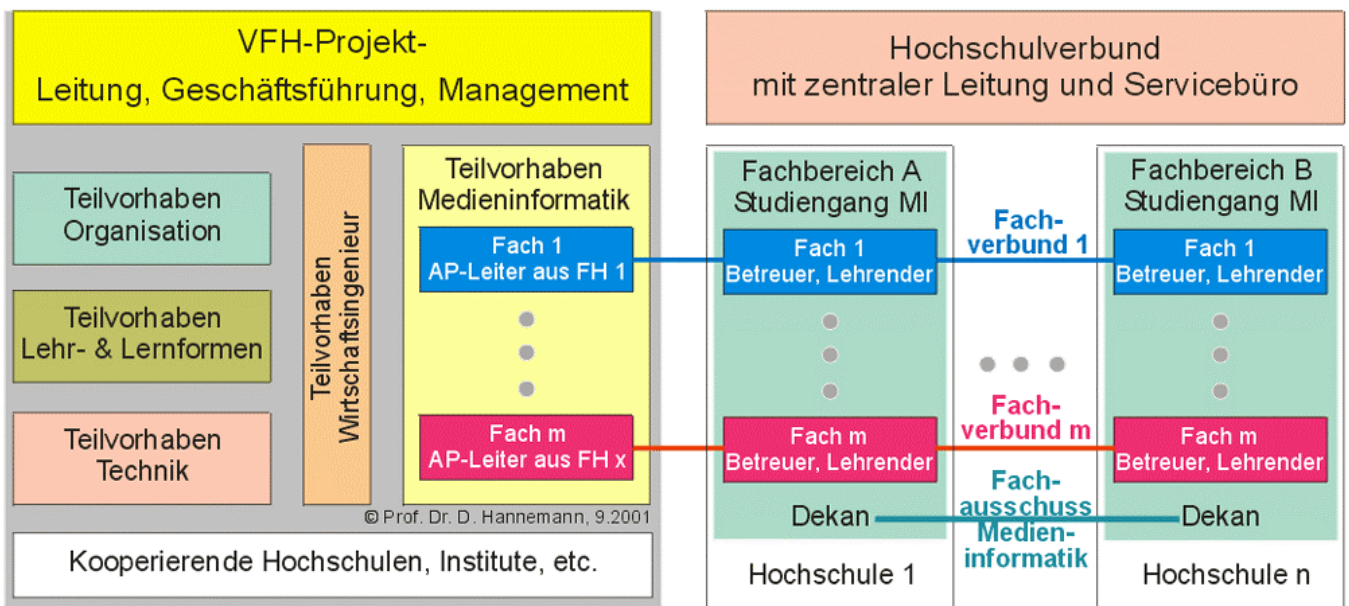 VFH-Projekt-
Leitung, Geschäftsführung, Management
Teilvorhaben
Organisation
Teilvorhaben
Lehr- & Lernformen
Teilvorhaben
Technik
Teilvorhaben
Wirtschaftsingenieur
Teilvorhaben
Medieninformatik
Fach 1
AP-Leiter aus FH 1
Fach m
AP-Leiter aus FH x
© Prof. Dr. D. Hannemann, 9.2001
Kooperierende Hochschulen, Institute, etc.
Hochschulverbund
mit zentraler Leitung und Servicebüro
Fachbereich A
Studiengang MI
Fach 1
Betreuer, Lehrender
Fach m
Betreuer, Lehrender
Dekan
Hochschule 1
Fach-
verbund 1
Fach-
verbund m
Fach-
ausschuss
Medien-
informatik
Fachbereich B
Studiengang MI
Fach 1
Betreuer, Lehrender
Fach m
Betreuer, Lehrender
Dekan
Hochschule n